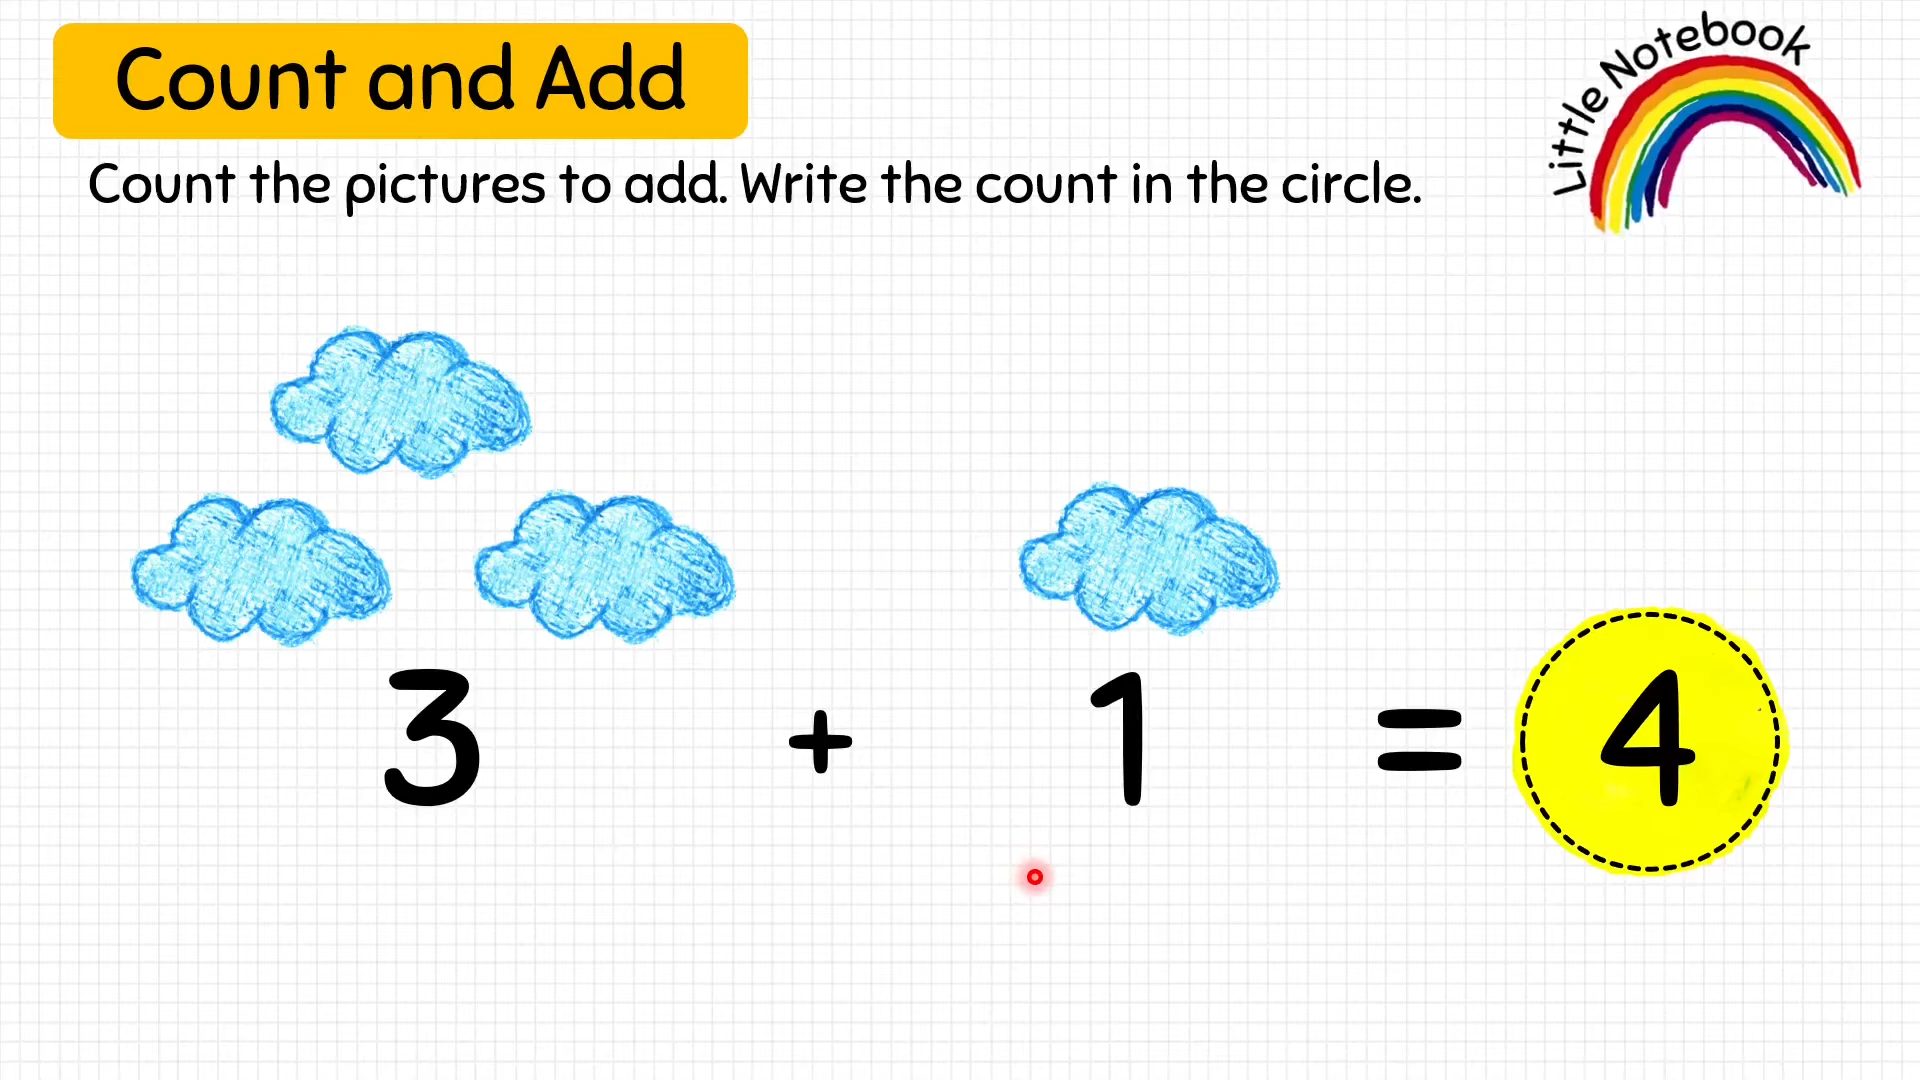 Count and Add
Little Notebook
Count the pictures to add. Write the count in the circle.
3 + 1 = 4